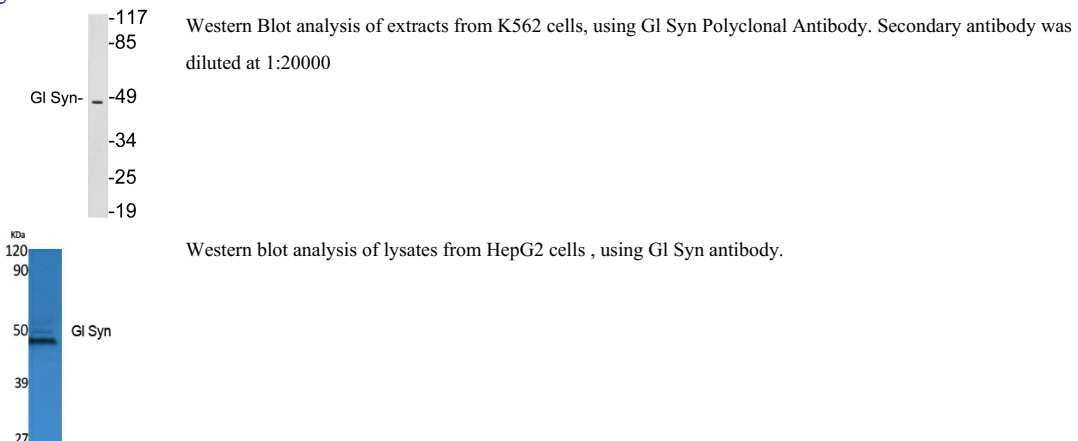 -117
-85
Gl Syn- -49
-34
-25
-19
Western Blot analysis of extracts from K562 cells, using Gl Syn Polyclonal Antibody. Secondary antibody was
diluted at 1:20000
KDa
120
90
50 Gl Syn
39
27
Western blot analysis of lysates from HepG2 cells , using Gl Syn antibody.